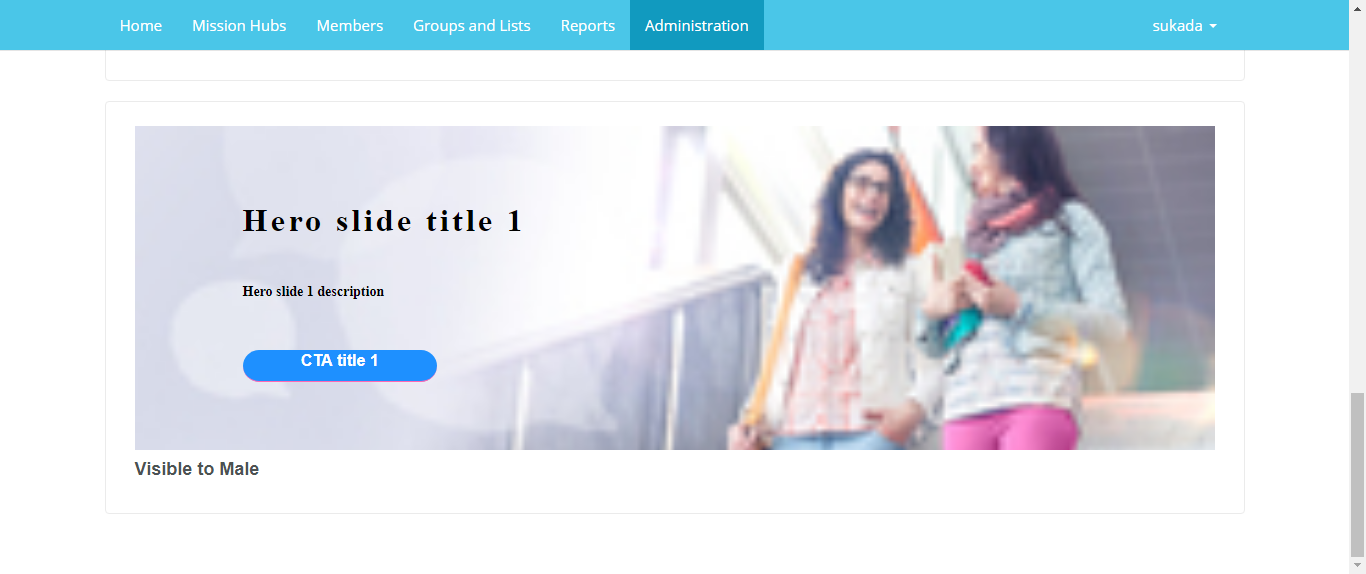 Home Mission Hubs Members Groups and Lists Reports Administration sukada
Hero slide title 1
Hero slide 1 description
CTA title 1
Visible to Male